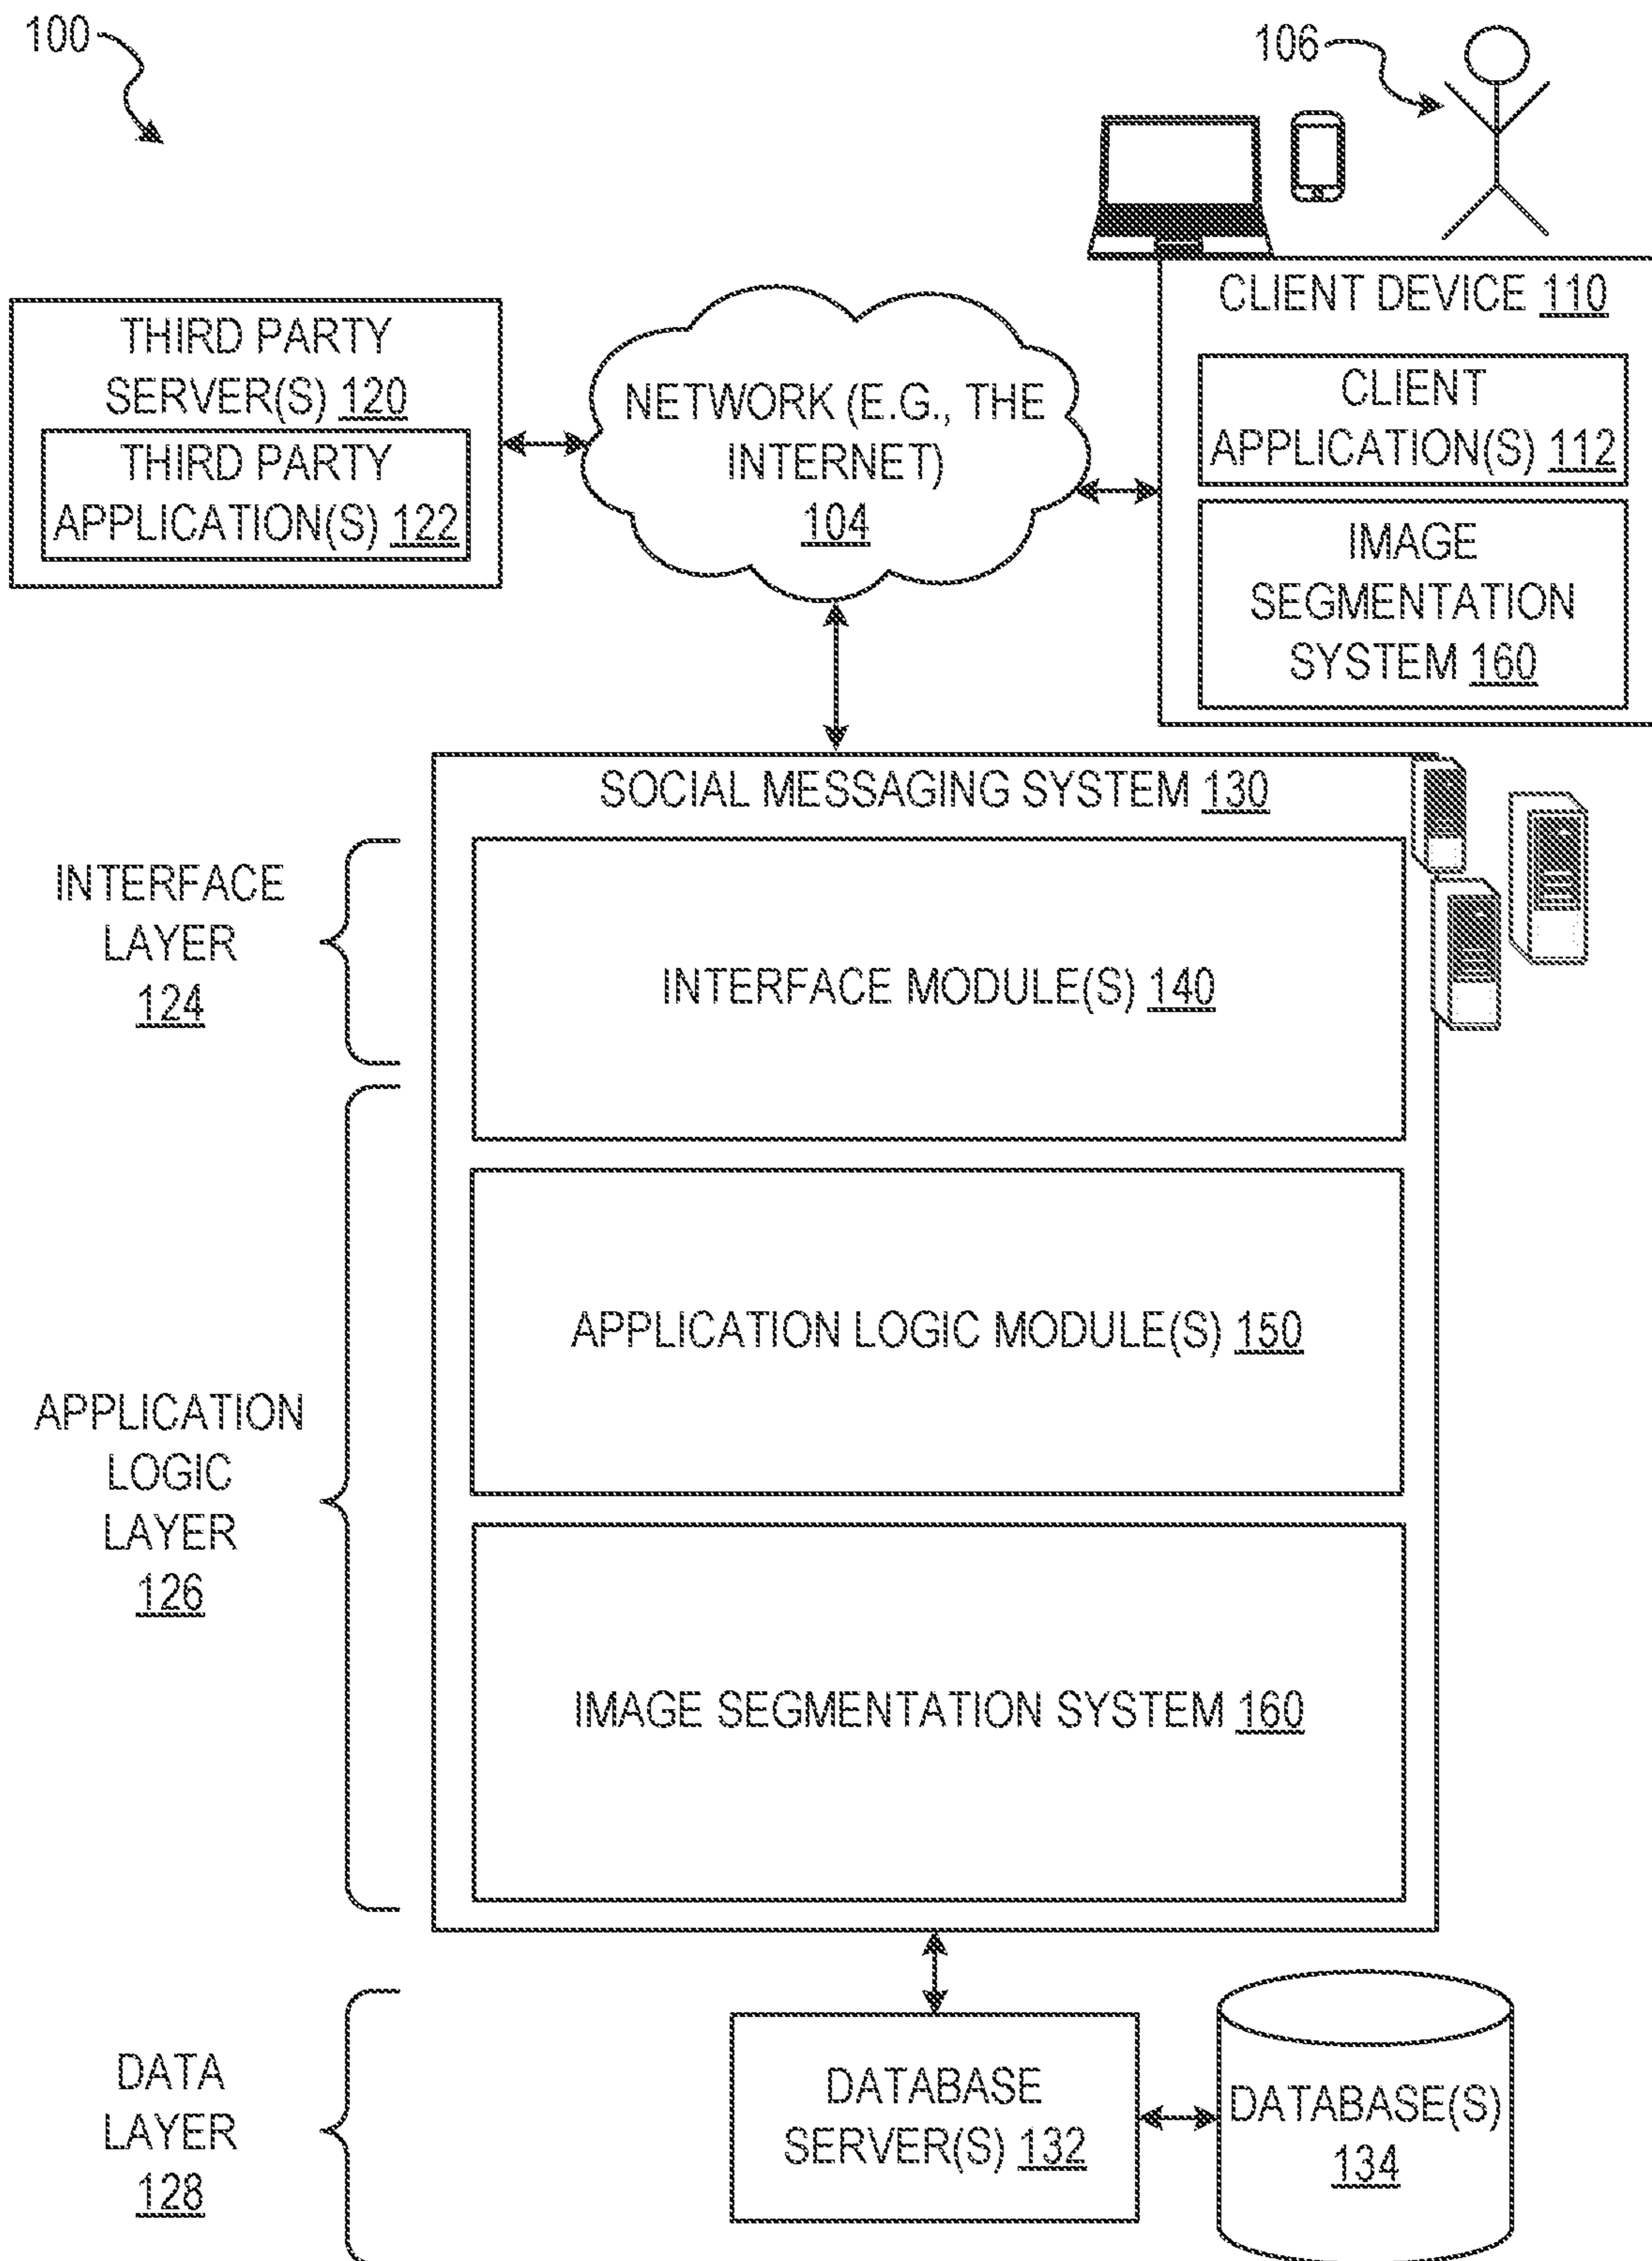 100
106
CLIENT DEVICE 110
THIRD PARTY
SERVER(S) 120
THIRD PARTY
APPLICATION(S) 122
NETWORK (E.G., THE
INTERNET)
104
CLIENT
APPLICATION(S) 112
IMAGE
SEGMENTATION
SYSTEM 160
SOCIAL MESSAGING SYSTEM 130
INTERFACE
LAYER
124
INTERFACE MODULE(S) 140
APPLICATION LOGIC MODULE(S) 150
APPLICATION
LOGIC
LAYER
126
IMAGE SEGMENTATION SYSTEM 160
DATA
LAYER
128
DATABASE
SERVER(S) 132
DATABASE(S)
134